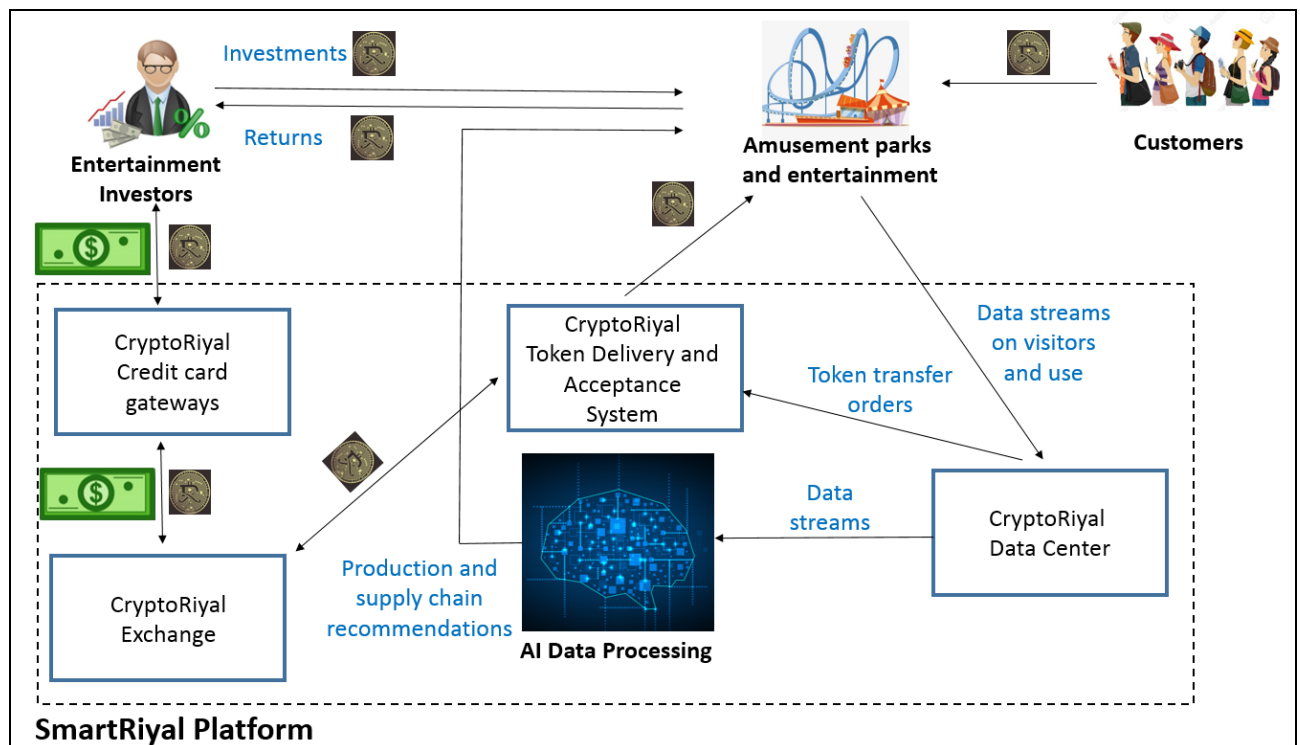 Investments
Returns
Entertainment
Investors
Amusement parks
and entertainment
Customers
CryptoRiyal
Credit card
gateways
CryptoRiyal
Token Delivery and
Acceptance
System
Data streams
on visitors
and use
Token transfer
orders
CryptoRiyal
Exchange
Production and
supply chain
recommendations
AI Data Processing
Data
streams
CryptoRiyal
Data Center
SmartRiyal Platform